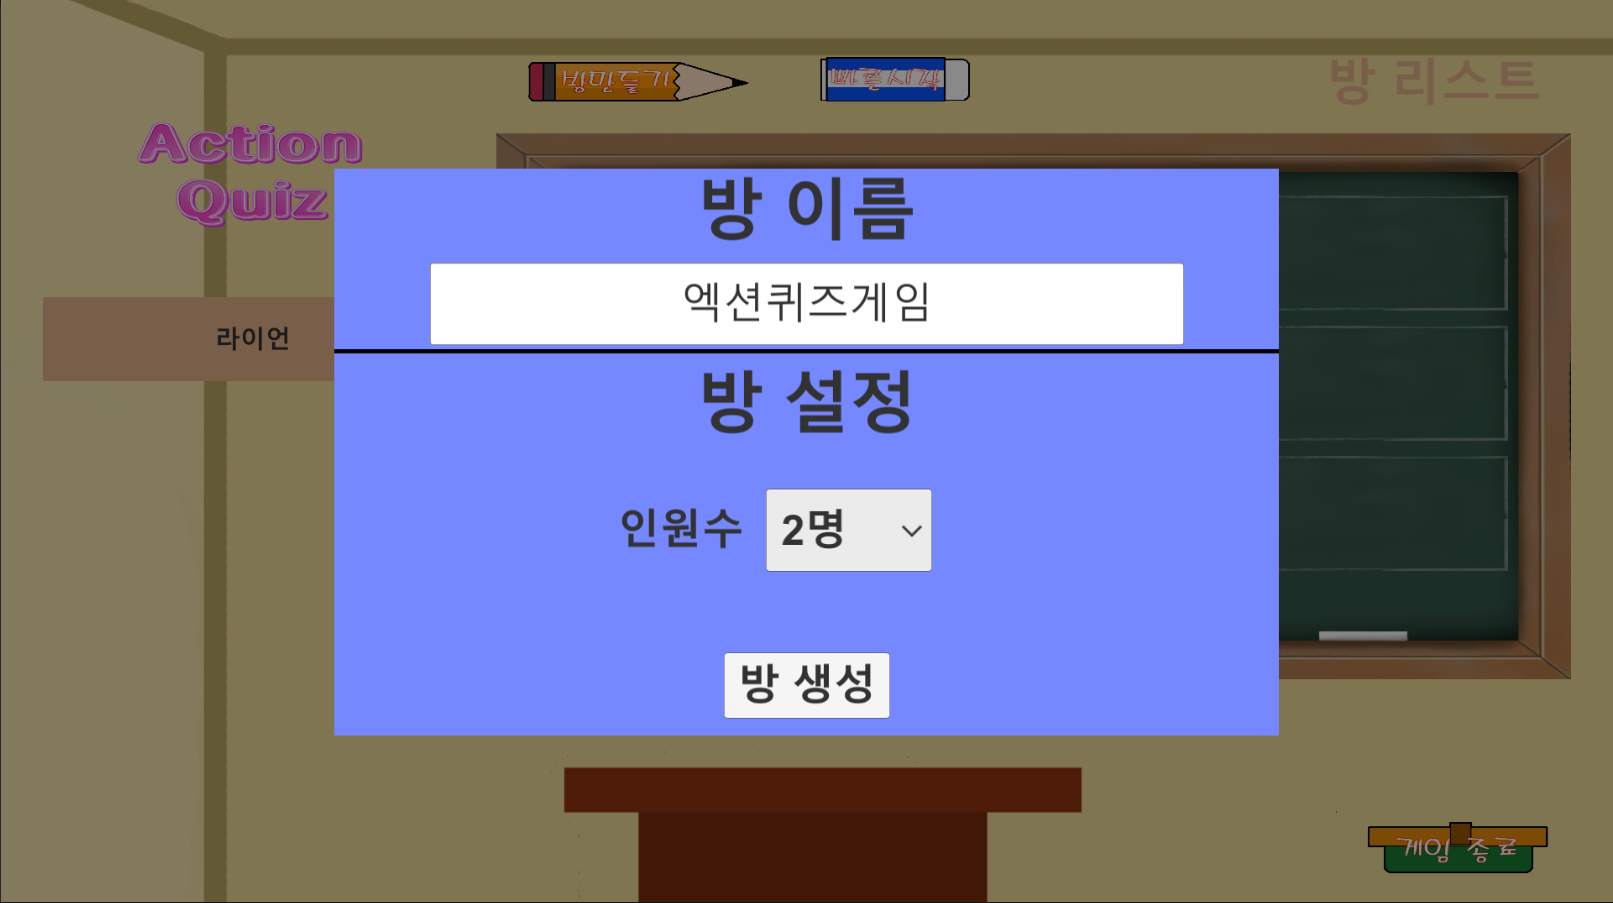 방만들기
빠른시작
방 리스트
Action
Quiz
라이언
방 이름
엑션퀴즈게임
방 설정
인원수
2명
방 생성
게임 종료